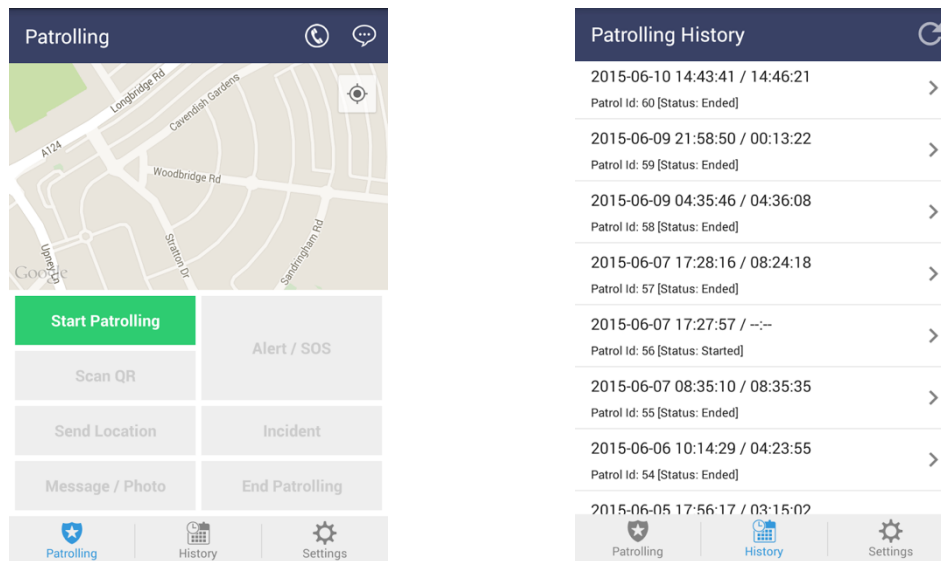 Patrolling
Longbridge Rd
Cavendish Gardens
A124
Woodbridge Rd
Upney Ln
Stratton Dr
Sandringham Rd
Google
Start Patrolling
Alert / SOS
Scan QR
Send Location
Incident
Message / Photo
End Patrolling
Patrolling
History
Settings
Patrolling History
2015-06-10 14:43:41 / 14:46:21
Patrol Id: 60 [Status: Ended]
2015-06-09 21:58:50 / 00:13:22
Patrol Id: 59 [Status: Ended]
2015-06-09 04:35:46 / 04:36:08
Patrol Id: 58 [Status: Ended]
2015-06-07 17:28:16 / 08:24:18
Patrol Id: 57 [Status: Ended]
2015-06-07 17:27:57 / --:--
Patrol Id: 56 [Status: Started]
2015-06-07 08:35:10 / 08:35:35
Patrol Id: 55 [Status: Ended]
2015-06-06 10:14:29 / 04:23:55
Patrol Id: 54 [Status: Ended]
2015-06-05 17:56:17 / 03:15:02
Patrolling
History
Settings